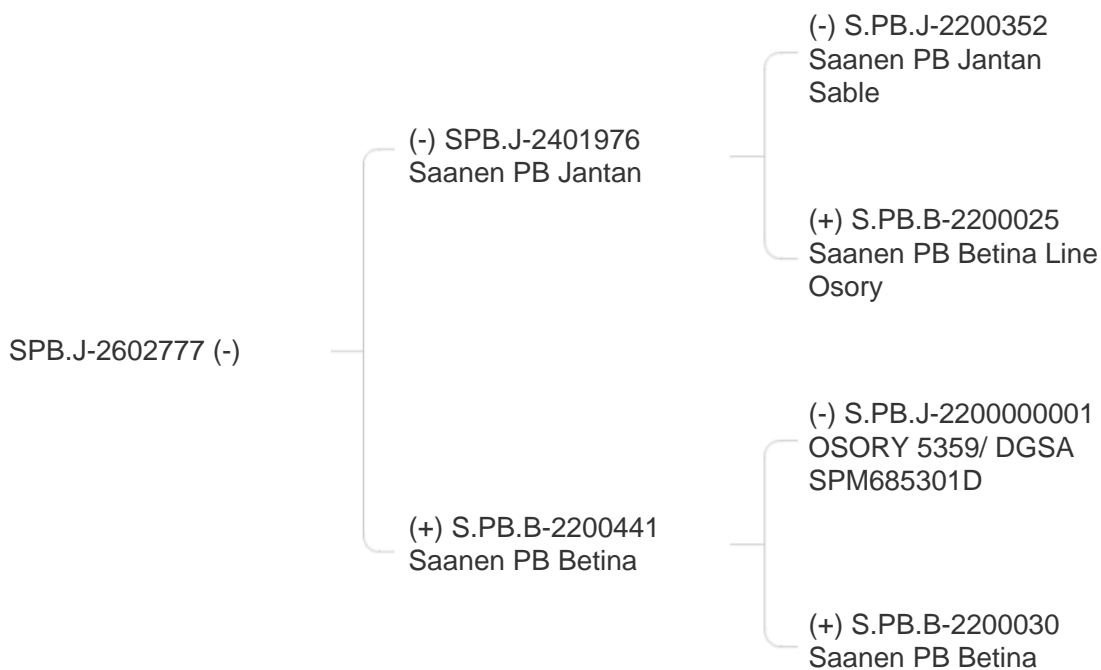 (-) S.PB.J-2200352
Saanen PB Jantan
Sable
(-) SPB.J-2401976
Saanen PB Jantan
(+) S.PB.B-2200025
Saanen PB Betina Line
Osory
SPB.J-2602777 (-)
(-) S.PB.J-2200000001
OSORY 5359/ DGSA
SPM685301D
(+) S.PB.B-2200441
Saanen PB Betina
(+) S.PB.B-2200030
Saanen PB Betina